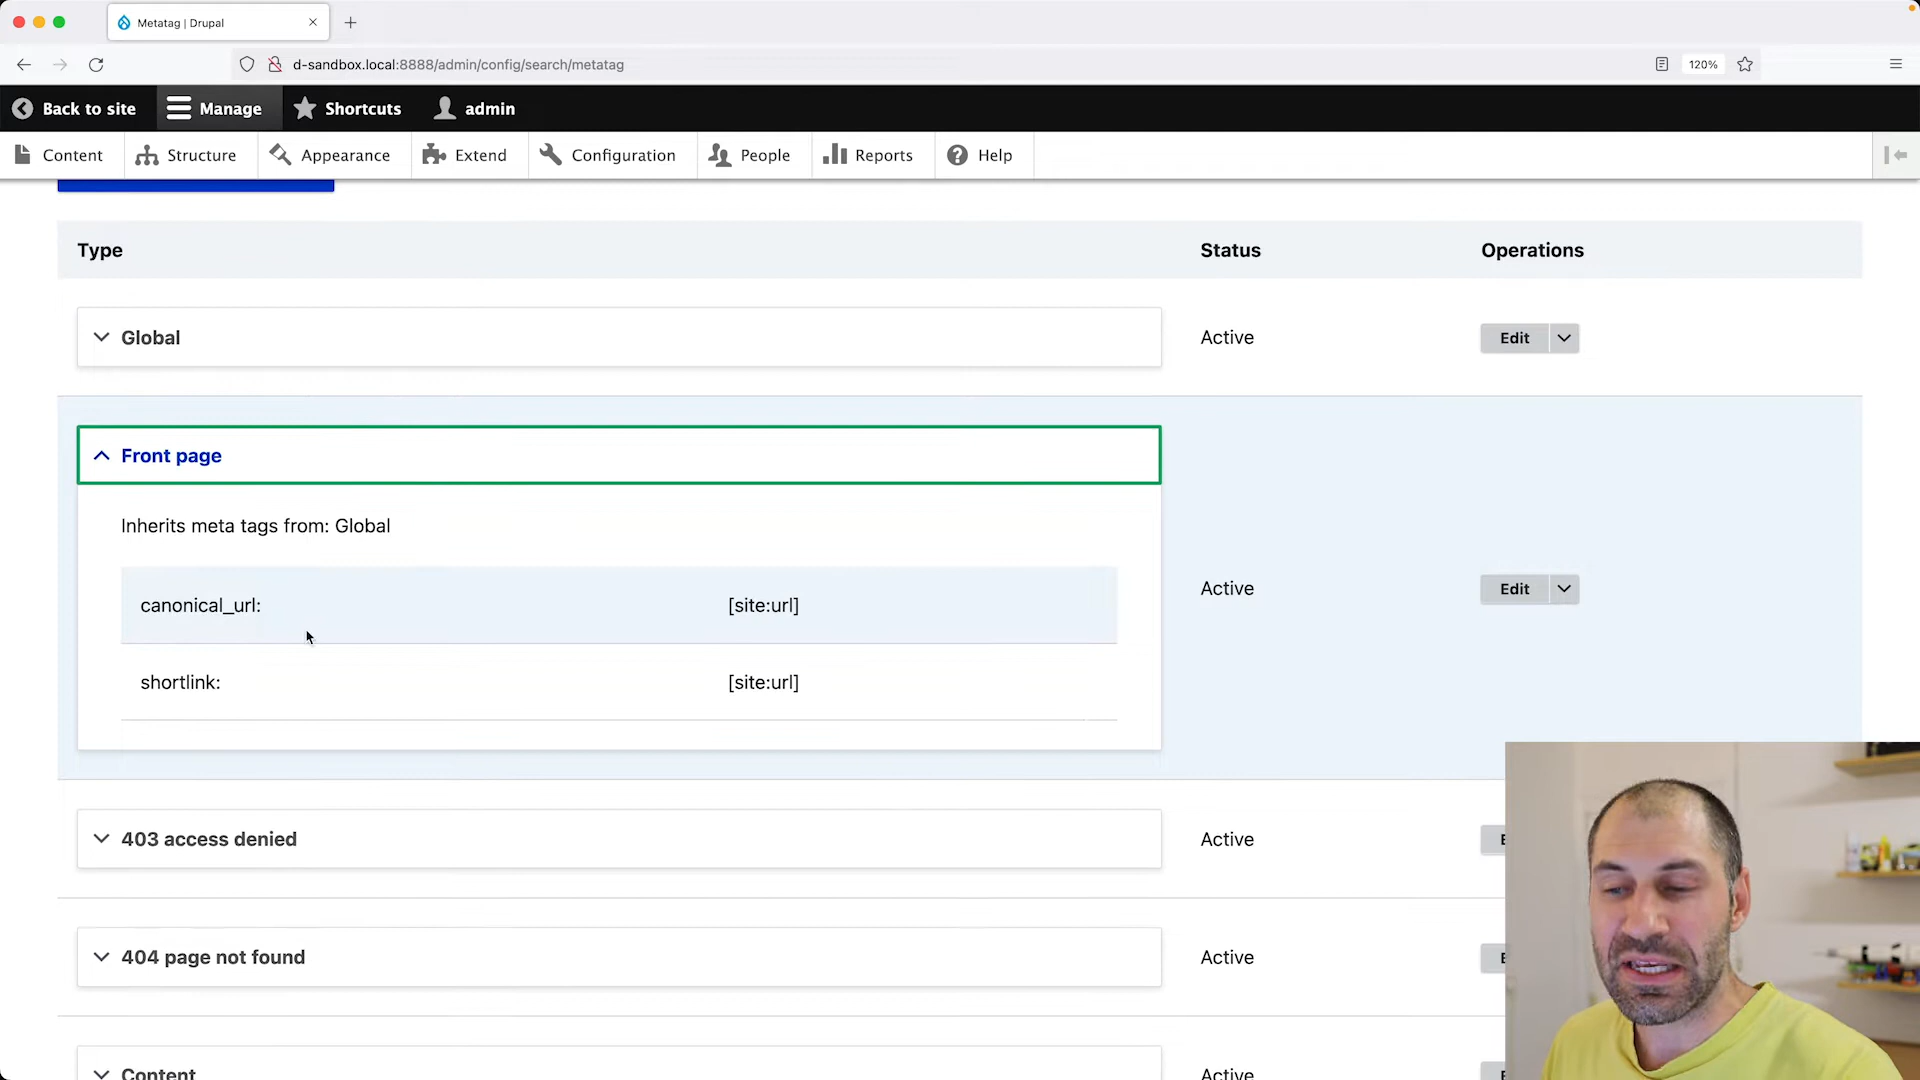 Metatag | Drupal
d-sandbox.local:8888/admin/config/search/metatag
120%
Back to site
Manage
Shortcuts
admin
Content
Structure
Appearance
Extend
Configuration
People
Reports
Help
Type
Status
Operations
Global
Active
Edit
Front page
Inherits meta tags from: Global
canonical_url:
[site:url]
shortlink:
[site:url]
Active
Edit
403 access denied
Active
404 page not found
Active
Content
Active